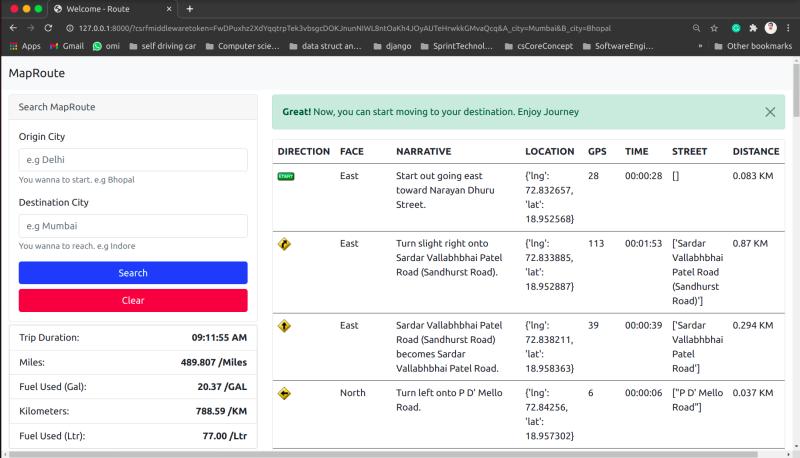 Welcome - Route
127.0.0.1:8000/?csrfmiddlewaretoken=FwDPuxhz2XdYqqtrpTek3vbsgcDOKJnunNIWL8ntOaKh4JOyAUTeHrwkkGMvaQcq&A_city=Mumbai&B_city=Bhopal
Apps Gmail omi self driving car Computer scie... data struct an... django SprintTechnol... csCoreConcept SoftwareEngi... » Other bookmarks
MapRoute
Search MapRoute
Origin City
e.g Delhi
You wanna to start. e.g Bhopal
Destination City
e.g Mumbai
You wanna to reach. e.g Indore
Search
Clear
Trip Duration: 09:11:55 AM
Miles: 489.807 /Miles
Fuel Used (Gal): 20.37 /GAL
Kilometers: 788.59 /KM
Fuel Used (Ltr): 77.00 /Ltr
Great! Now, you can start moving to your destination. Enjoy Journey
DIRECTION FACE NARRATIVE LOCATION GPS TIME STREET DISTANCE
START East Start out going east {'lng': 28 00:00:28 [] 0.083 KM
toward Narayan Dhuru 72.832657,
Street. 'lat':
18.952568}
East Turn slight right onto {'lng': 113 00:01:53 ['Sardar 0.87 KM
Sardar Vallabhbhai Patel 72.833885, Vallabhbhai
Road (Sandhurst Road). 'lat': Patel Road
18.952887} (Sandhurst
Road)']
East Sardar Vallabhbhai Patel {'lng': 39 00:00:39 ['Sardar 0.294 KM
Road (Sandhurst Road) 72.838211, Vallabhbhai
becomes Sardar 'lat': Patel
Vallabhbhai Patel Road. 18.958363} Road']
North Turn left onto P D' Mello {'lng': 6 00:00:06 ["P D' Mello 0.037 KM
Road. 72.84256, Road"]
'lat':
18.957302}